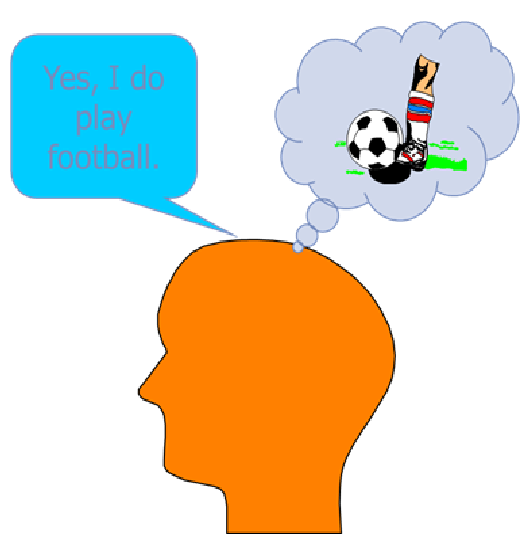 Yes, I do
play
football.